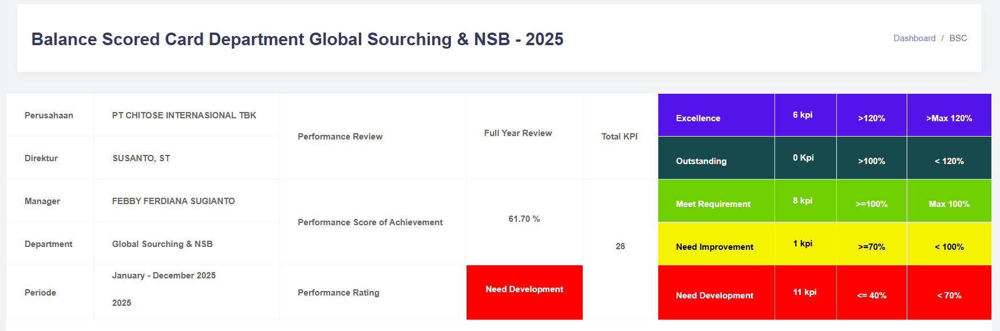 Balance Scored Card Department Global Sourching & NSB - 2025
Dashboard / BSC
Perusahaan
PT CHITOSE INTERNASIONAL TBK
Performance Review
Full Year Review
Total KPI
Excellence
6 kpi
>120%
>Max 120%
Direktur
SUSANTO, ST
Outstanding
0 Kpi
>100%
< 120%
Manager
FEBBY FERDIANA SUGIANTO
Performance Score of Achievement
61.70 %
26
Meet Requirement
8 kpi
>=100%
Max 100%
Department
Global Sourching & NSB
Need Improvement
1 kpi
>=70%
< 100%
Periode
January - December 2025
2025
Performance Rating
Need Development
Need Development
11 kpi
<= 40%
< 70%